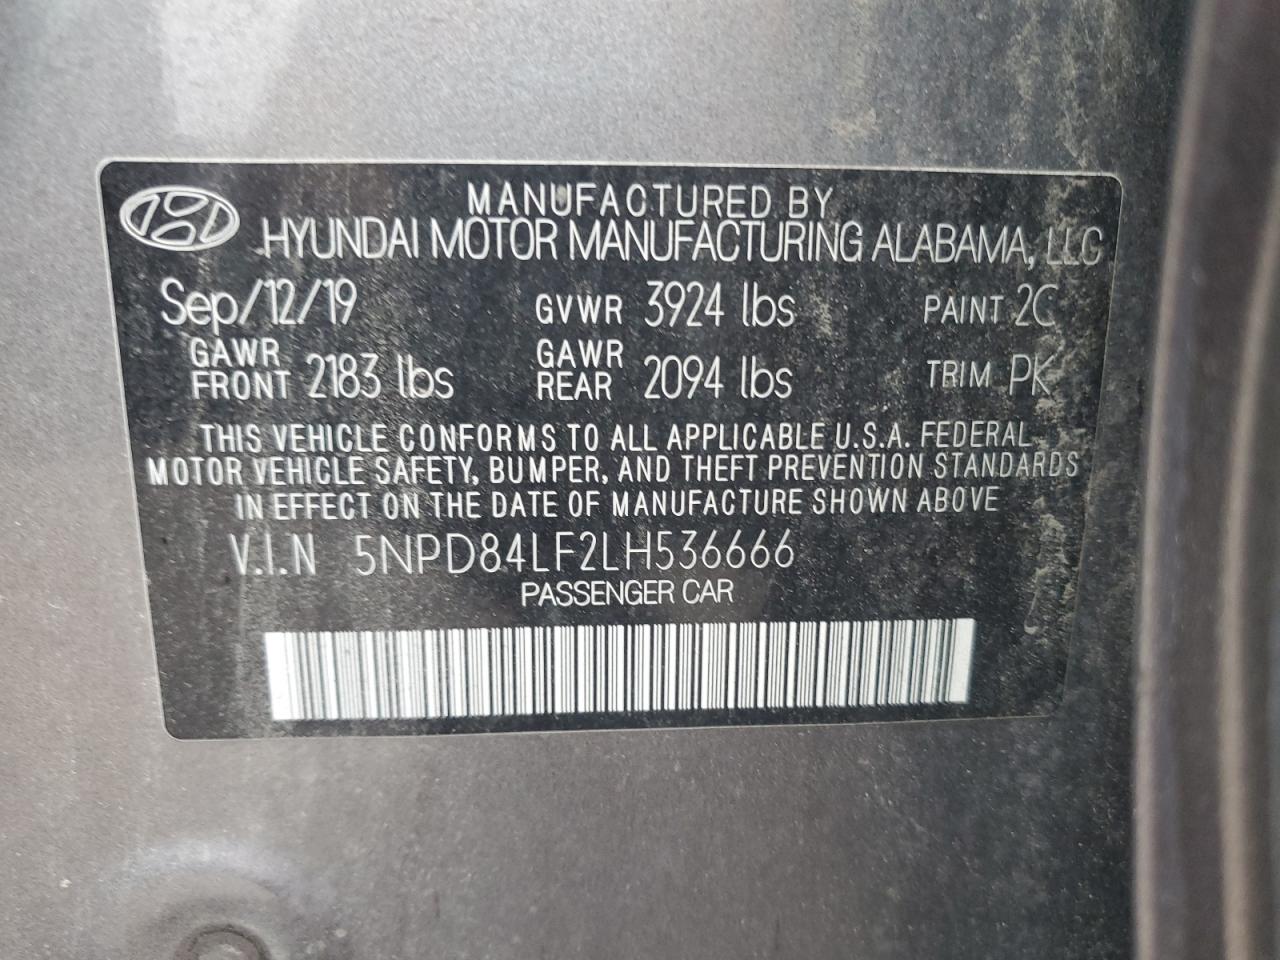 MANUFACTURED BY
HYUNDAI MOTOR MANUFACTURING ALABAMA, LLC
Sep/12/19 GVWR 3924 lbs PAINT 2C
GAWR FRONT 2183 lbs GAWR REAR 2094 lbs TRIM PK
THIS VEHICLE CONFORMS TO ALL APPLICABLE U.S.A. FEDERAL
MOTOR VEHICLE SAFETY, BUMPER, AND THEFT PREVENTION STANDARDS
IN EFFECT ON THE DATE OF MANUFACTURE SHOWN ABOVE
V.I.N 5NPD84LF2LH536666
PASSENGER CAR